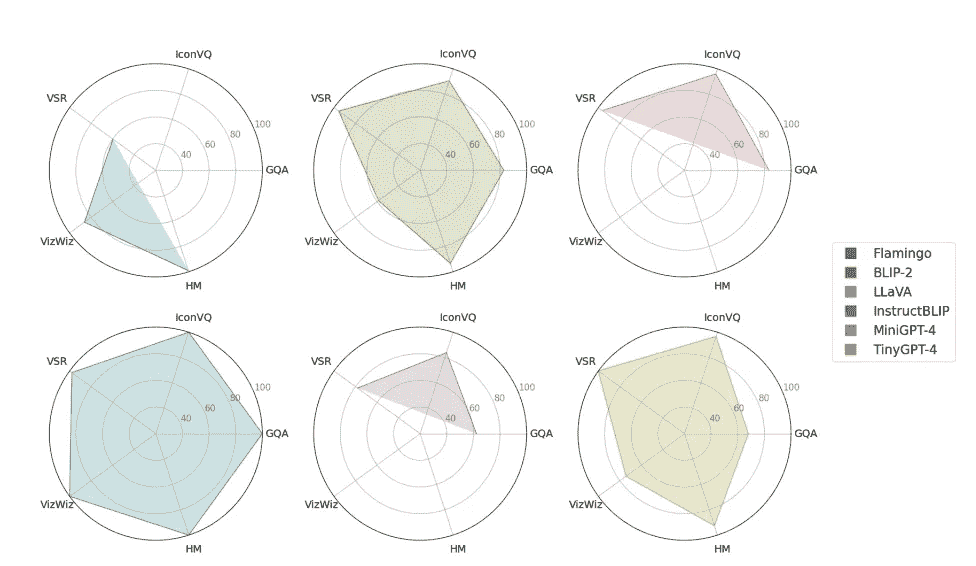 IconVQ
VSR
100
80
60
40
GQA
VizWiz
HM
IconVQ
VSR
100
80
60
40
GQA
VizWiz
HM
IconVQ
VSR
100
80
60
40
GQA
VizWiz
HM
Flamingo
BLIP-2
LLaVA
InstructBLIP
MiniGPT-4
TinyGPT-4
IconVQ
VSR
100
80
60
40
GQA
VizWiz
HM
IconVQ
VSR
100
80
60
40
GQA
VizWiz
HM
IconVQ
VSR
100
80
60
40
GQA
VizWiz
HM